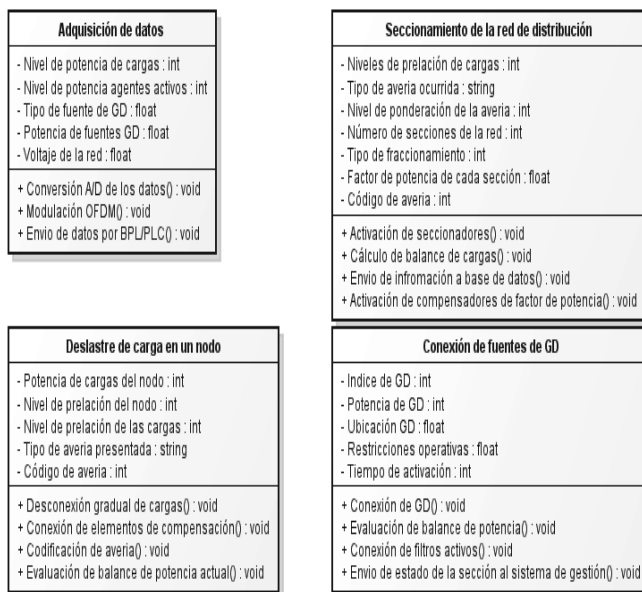 Adquisición de datos
- Nivel de potencia de cargas : int
- Nivel de potencia agentes activos : int
- Tipo de fuente de GD : float
- Potencia de fuentes GD : float
- Voltaje de la red : float
+ Conversión A/D de los datos() : void
+ Modulación OFDM() : void
+ Envio de datos por BPL/PLC() : void
Seccionamiento de la red de distribución
- Niveles de prelación de cargas : int
- Tipo de averia ocurrida : string
- Nivel de ponderación de la averia : int
- Número de secciones de la red : int
- Tipo de fraccionamiento : int
- Factor de potencia de cada sección : float
- Código de averia : int
+ Activación de seccionadores() : void
+ Cálculo de balance de cargas() : void
+ Envio de infromación a base de datos() : void
+ Activación de compensadores de factor de potencia() : void
Deslastre de carga en un nodo
- Potencia de cargas del nodo : int
- Nivel de prelación del nodo : int
- Nivel de prelación de las cargas : int
- Tipo de averia presentada : string
- Código de averia : int
+ Desconexión gradual de cargas() : void
+ Conexión de elementos de compensación() : void
+ Codificación de averia() : void
+ Evaluación de balance de potencia actual() : void
Conexión de fuentes de GD
- Indice de GD : int
- Potencia de GD : int
- Ubicación GD : float
- Restricciones operativas : float
- Tiempo de activación : int
+ Conexión de GD() : void
+ Evaluación de balance de potencia() : void
+ Conexión de filtros activos() : void
+ Envio de estado de la sección al sistema de gestión() : void